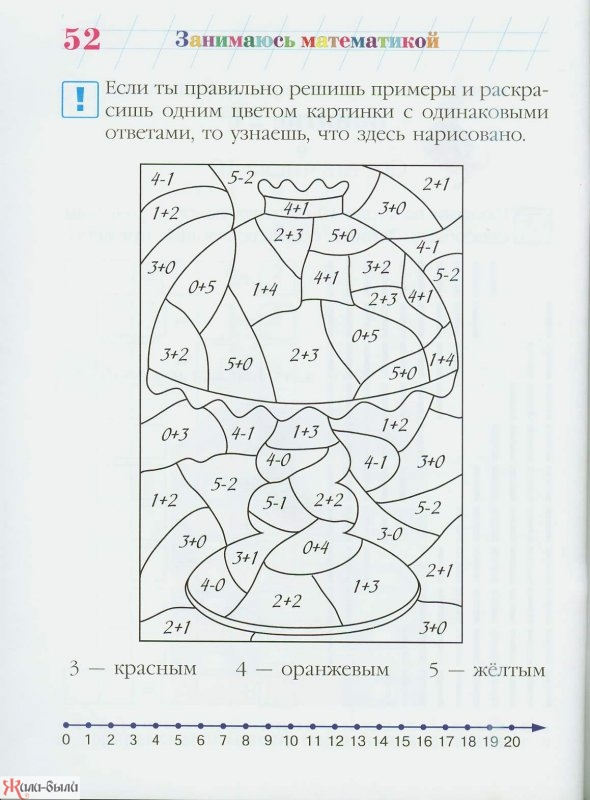 52 Занимаюсь математикой
! Если ты правильно решишь примеры и раскра-
сишь одним цветом картинки с одинаковыми
ответами, то узнаешь, что здесь нарисовано.
4-1 5-2 2+1
1+2 4+1 3+0
2+3 5+0 4-1
3+0 0+5 1+4 4+1 3+2 5-2
2+3 4+1
3+2 5+0 2+3 0+5 5+0 1+4
0+3 4-1 1+3 1+2
4-0 4-1 3+0
1+2 5-2 5-1 2+2 5-2
3+0 3+1 0+4 3-0
4-0 2+2 1+3 2+1
2+1 3+0
3 — красным 4 — оранжевым 5 — жёлтым
0 1 2 3 4 5 6 7 8 9 10 11 12 13 14 15 16 17 18 19 20
Жили-были